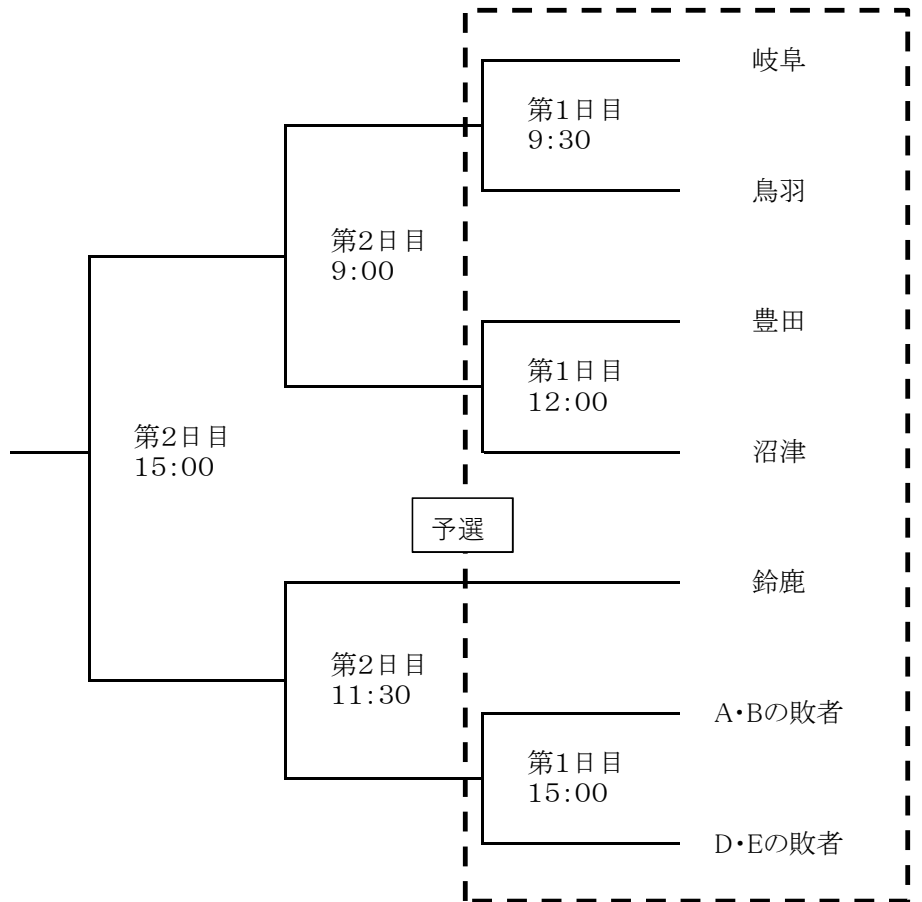 岐阜
第1日目
9:30
鳥羽
第2日目
9:00
豊田
第1日目
12:00
第2日目
15:00
沼津
予選
鈴鹿
第2日目
11:30
A・Bの敗者
第1日目
15:00
D・Eの敗者